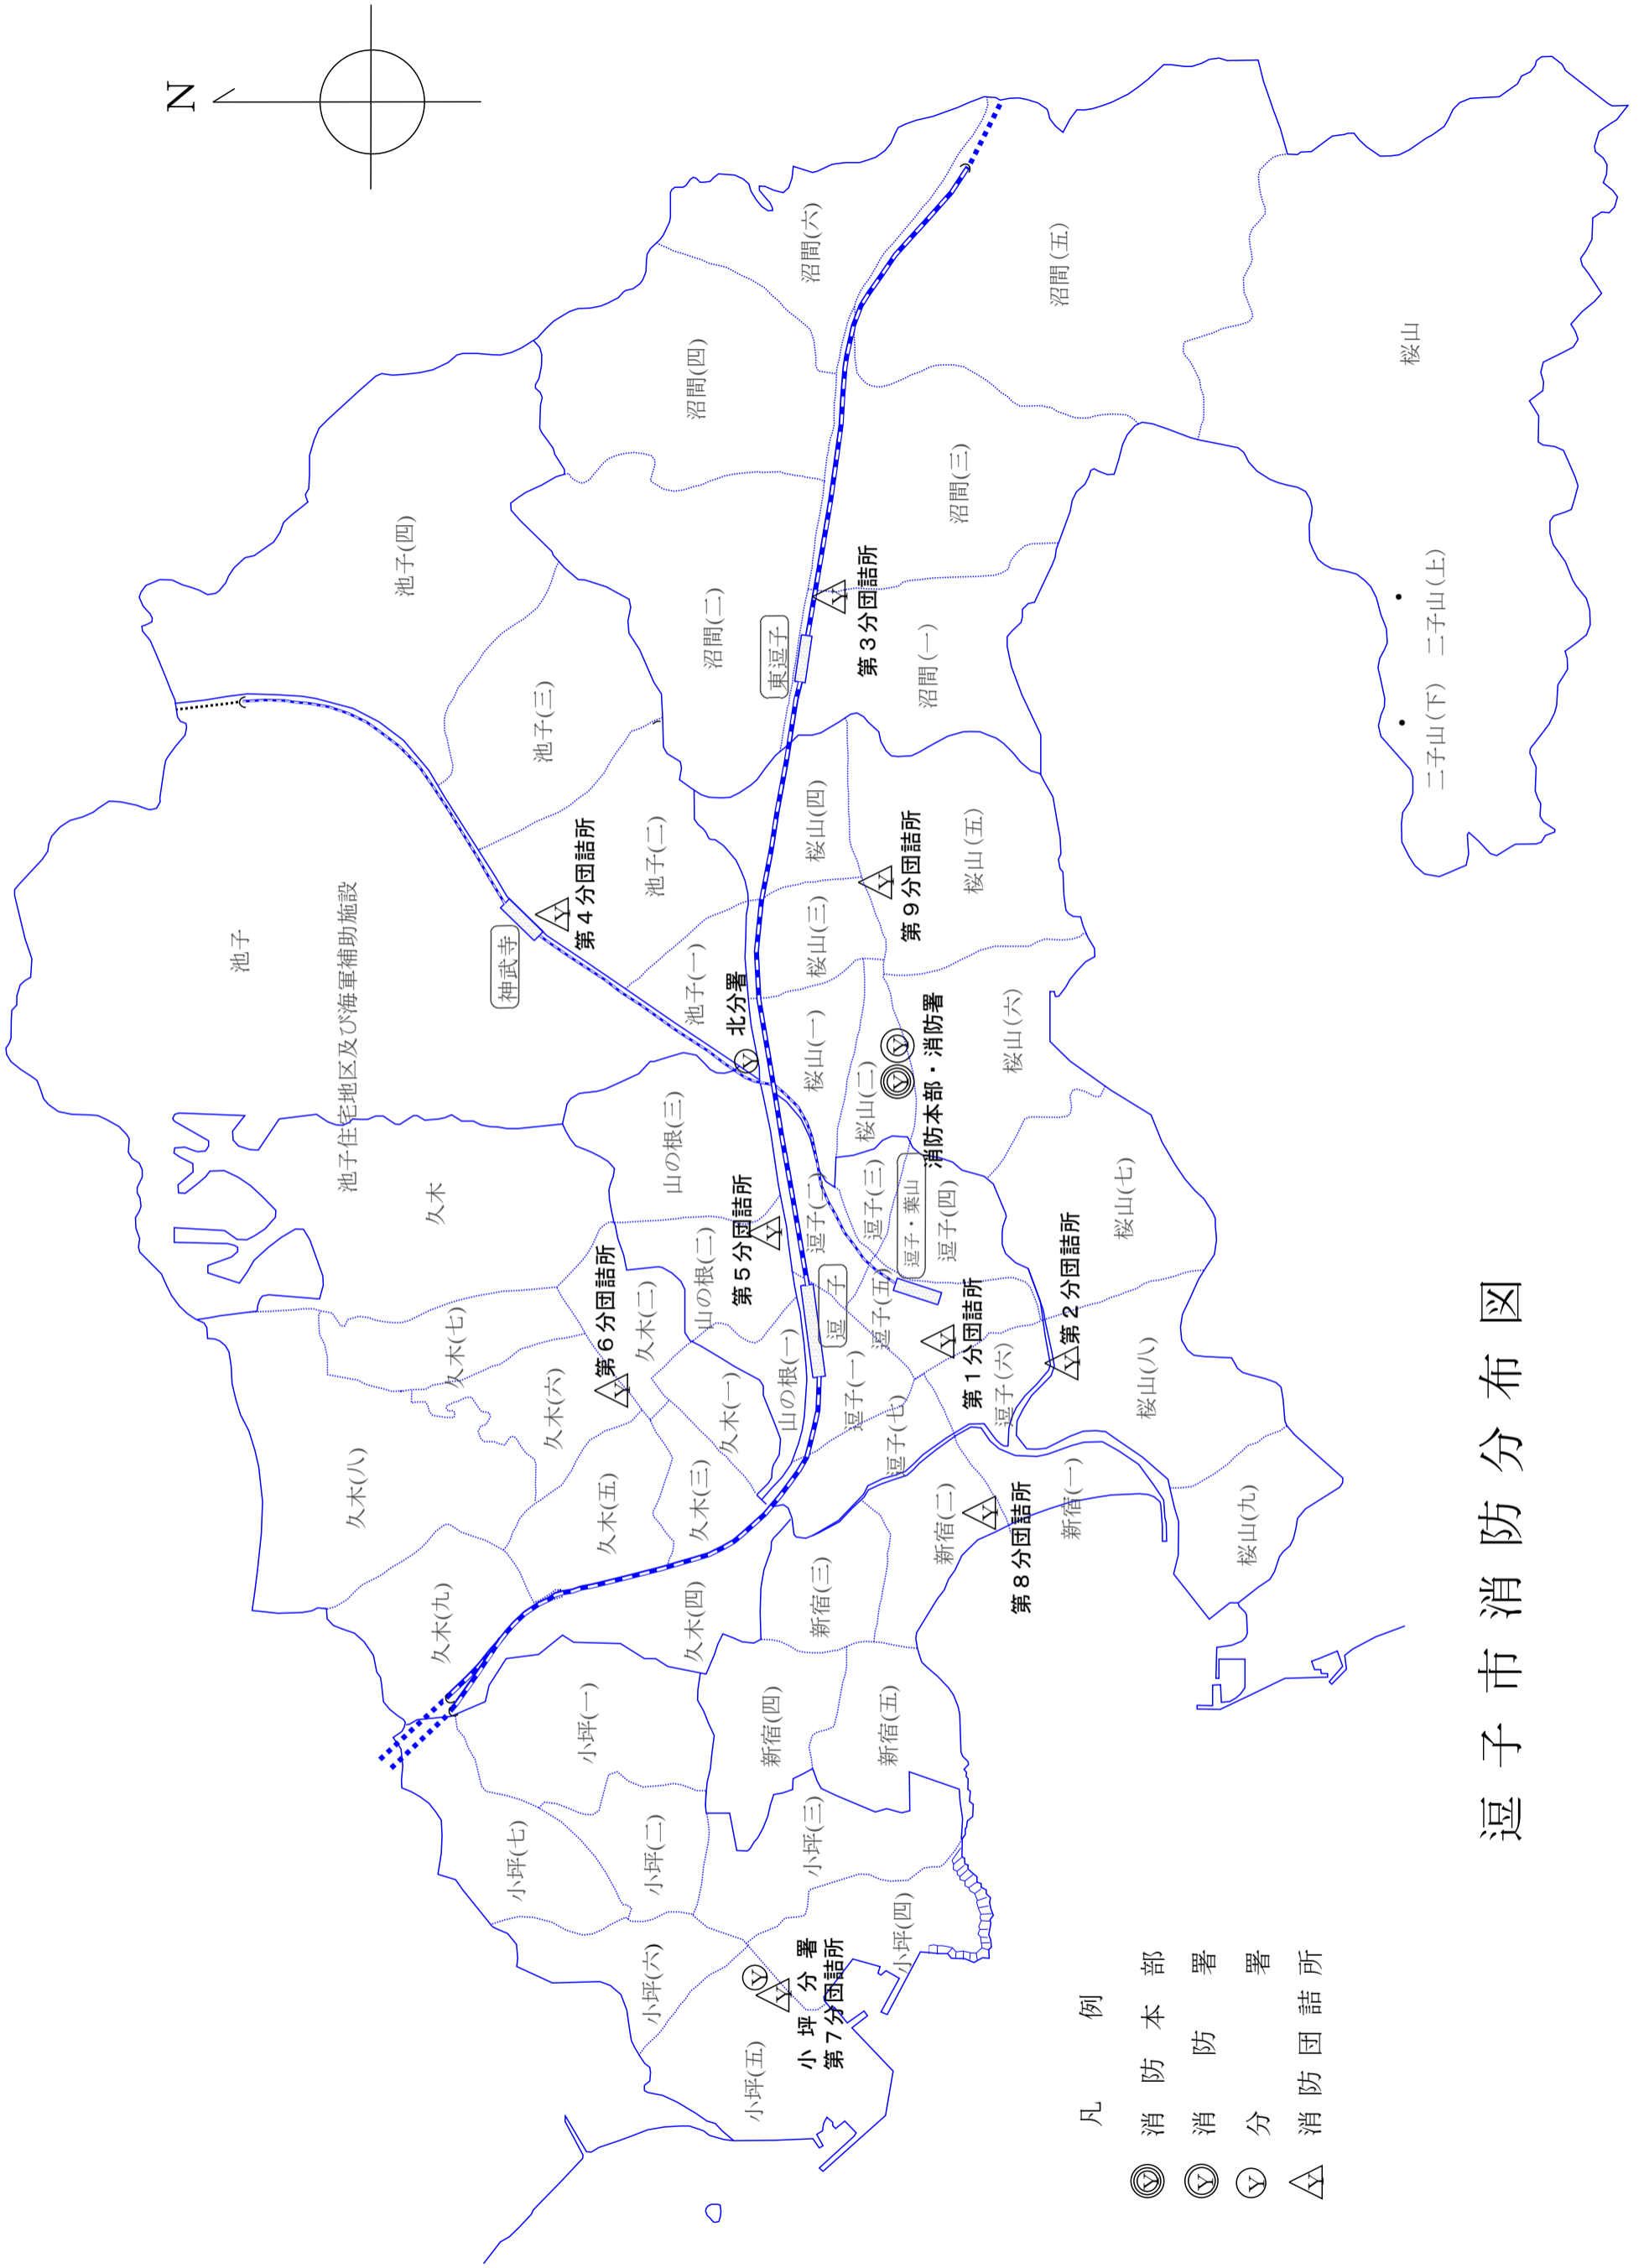 逗子市消防分布図
N
池子
池子住宅地区及び海軍補助施設
池子(四)
池子(三)
池子(二)
池子(一)
神武寺
第4分団詰所
北分署
沼間(六)
沼間(五)
沼間(四)
沼間(三)
沼間(二)
沼間(一)
東逗子
第3分団詰所
桜山
二子山(上)
二子山(下)
桜山(四)
桜山(三)
桜山(五)
第9分団詰所
桜山(一)
桜山(二)
桜山(六)
消防本部・消防署
桜山(七)
桜山(八)
桜山(九)
久木
山の根(三)
山の根(二)
山の根(一)
第5分団詰所
逗子(二)
逗子(三)
逗子・葉山
逗子(四)
逗子
逗子(五)
逗子(一)
逗子(七)
逗子(六)
第1分団詰所
第2分団詰所
久木(七)
第6分団詰所
久木(二)
久木(六)
久木(一)
久木(八)
久木(五)
久木(三)
久木(九)
久木(四)
新宿(二)
新宿(一)
第8分団詰所
新宿(三)
新宿(四)
新宿(五)
小坪(一)
小坪(七)
小坪(二)
小坪(三)
小坪(四)
小坪(六)
小坪(五)
小坪分署
第7分団詰所
凡例
Y 消防本部
Y 消防署
Y 分署
Y 消防団詰所